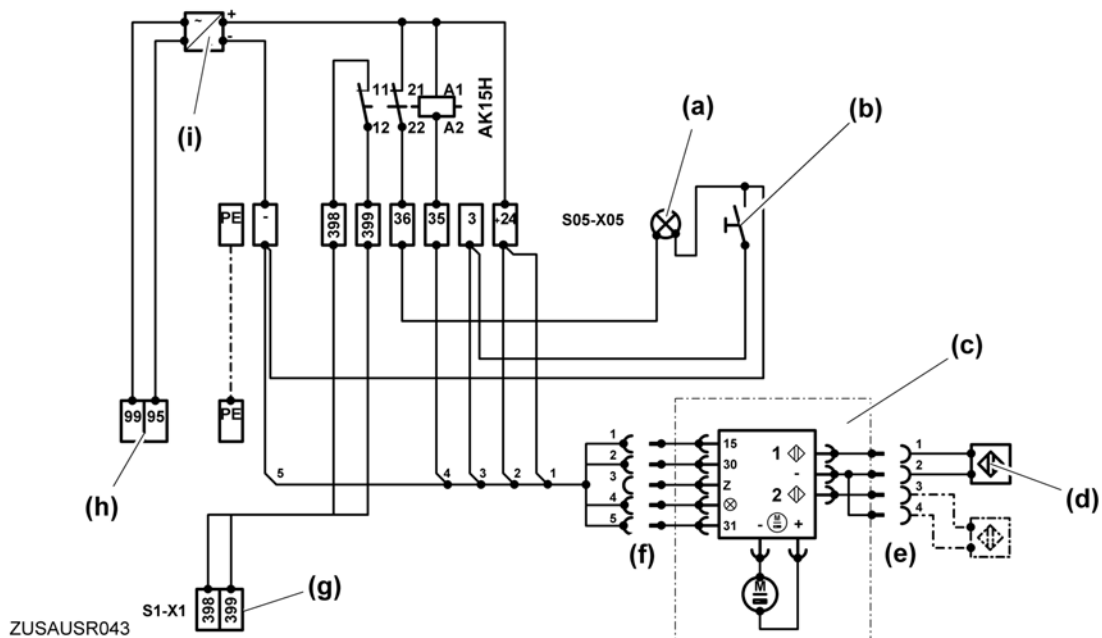 ~
+
-
(i)
11
12
21
22
A1
A2
AK15H
(a)
(b)
PE
-
398
399
36
35
3
+24
S05-X05
(c)
99
95
(h)
PE
5
4
3
2
1
1
2
3
4
5
(f)
15
30
Z
31
1
-
2
M
-
+
M
1
2
3
4
(e)
(d)
S1-X1
398
399
(g)
ZUSAUSR043